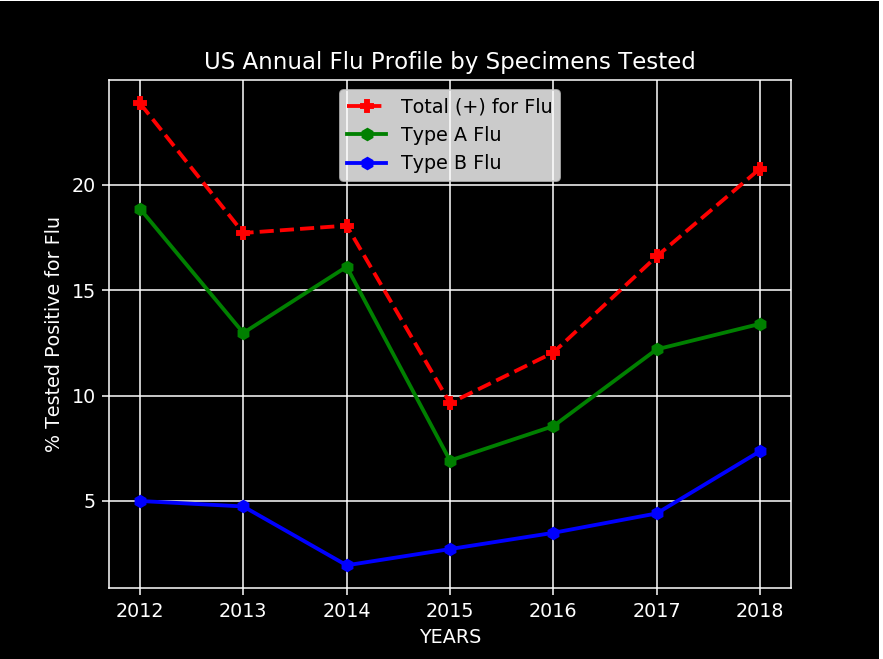 US Annual Flu Profile by Specimens Tested
Total (+) for Flu
Type A Flu
Type B Flu
% Tested Positive for Flu
20
15
10
5
2012 2013 2014 2015 2016 2017 2018
YEARS